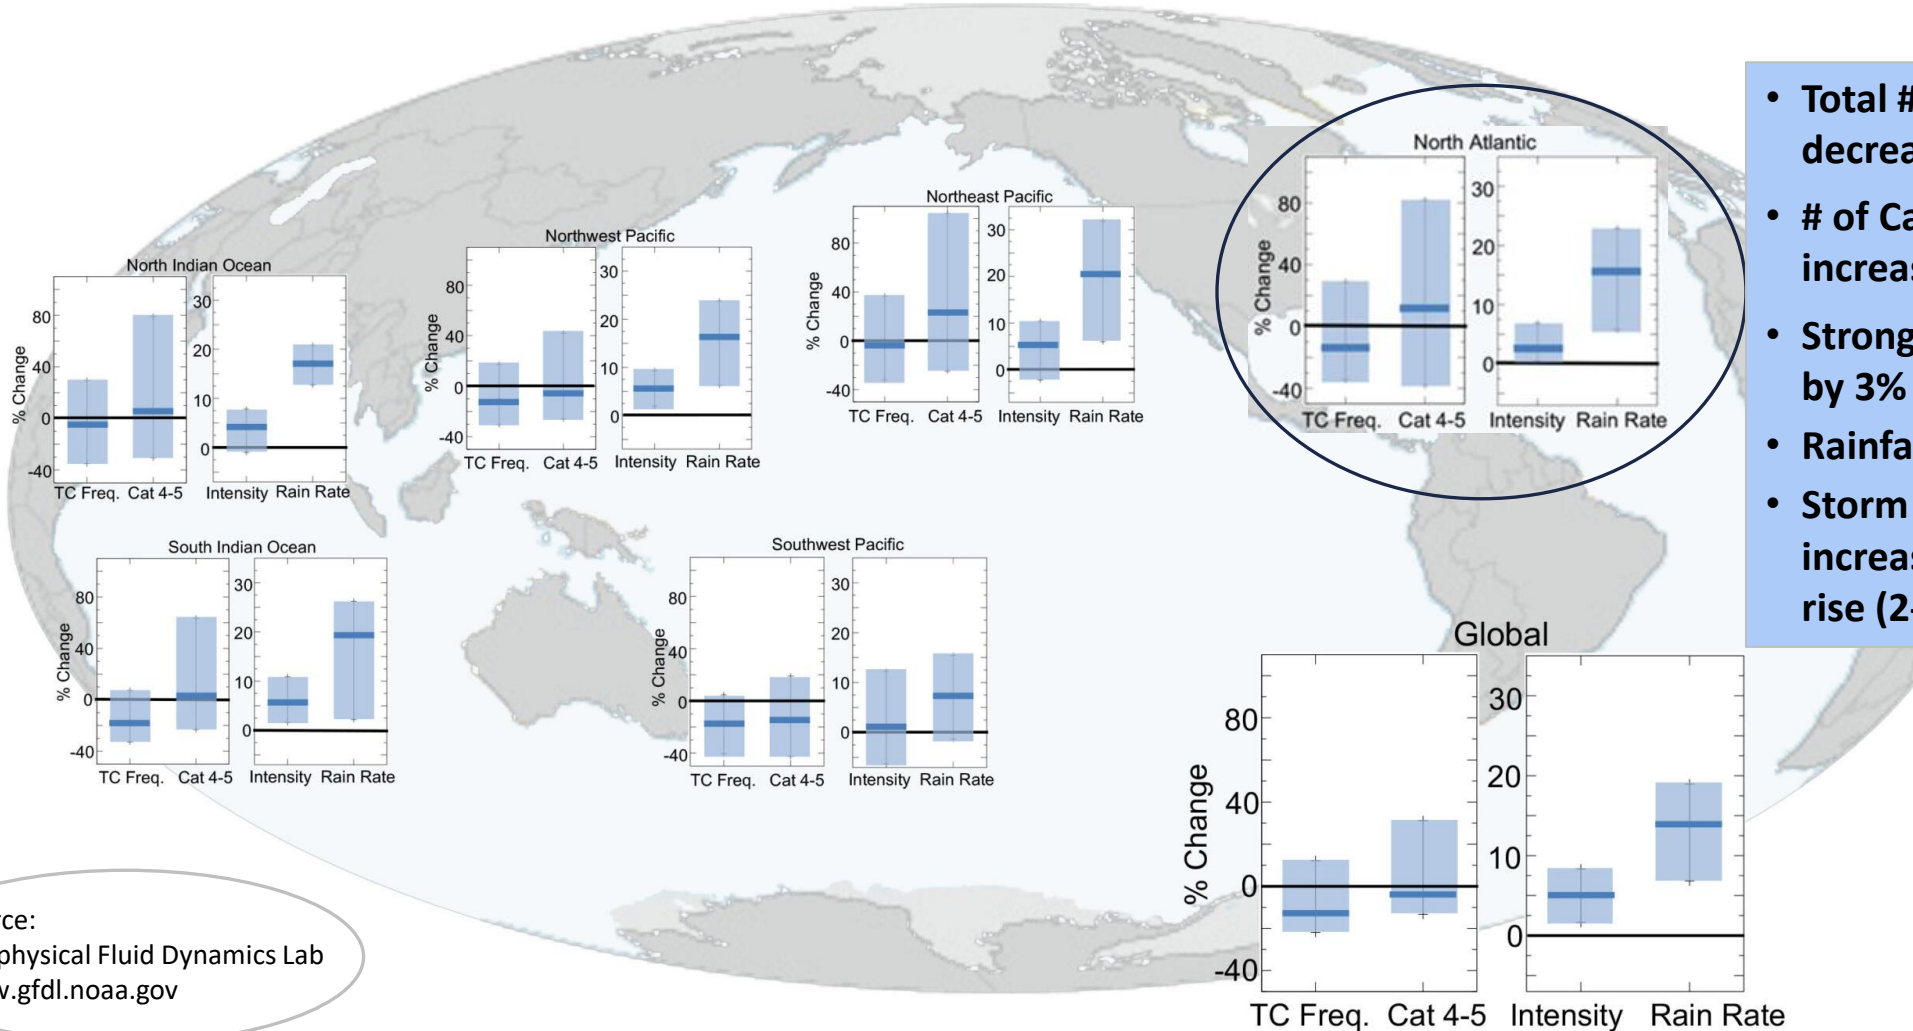 North Indian Ocean
% Change
80
40
0
-40
30
20
10
0
TC Freq. Cat 4-5 Intensity Rain Rate
Northwest Pacific
% Change
80
40
0
-40
30
20
10
0
TC Freq. Cat 4-5 Intensity Rain Rate
Northeast Pacific
% Change
80
40
0
-40
30
20
10
0
TC Freq. Cat 4-5 Intensity Rain Rate
North Atlantic
% Change
80
40
0
-40
30
20
10
0
TC Freq. Cat 4-5 Intensity Rain Rate
• Total #
decrea
• # of Ca
increas
• Strong
by 3%
• Rainfa
• Storm
increas
rise (2-
South Indian Ocean
% Change
80
40
0
-40
30
20
10
0
TC Freq. Cat 4-5 Intensity Rain Rate
Southwest Pacific
% Change
80
40
0
-40
30
20
10
0
TC Freq. Cat 4-5 Intensity Rain Rate
Global
% Change
80
40
0
-40
30
20
10
0
TC Freq. Cat 4-5 Intensity Rain Rate
rce:
physical Fluid Dynamics Lab
w.gfdl.noaa.gov